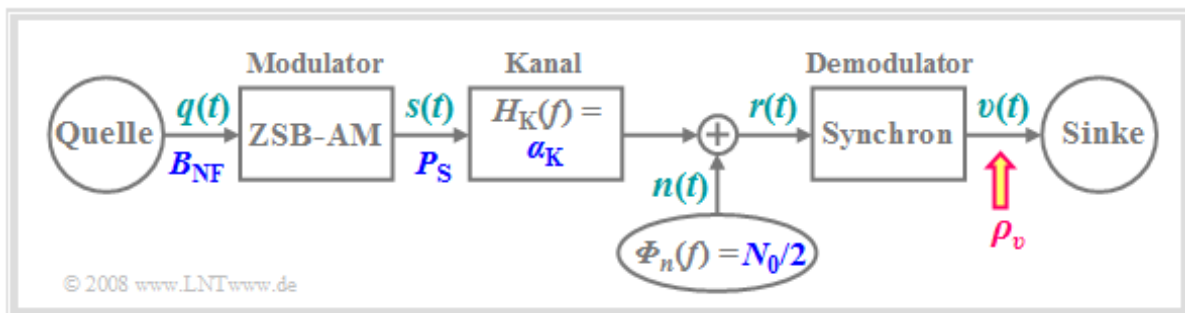 Modulator Kanal Demodulator
Quelle q(t) B_NF ZSB-AM s(t) P_S H_K(f) = α_K + r(t) Synchron v(t) Sinke
n(t) ρ_v
Φ_n(f) = N_0/2
© 2008 www.LNTwww.de